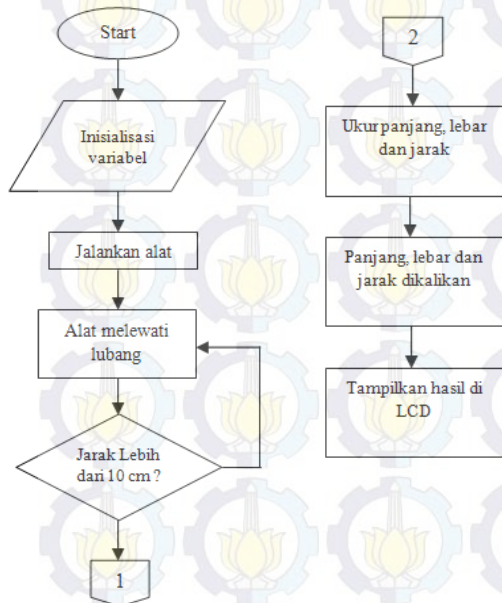 Start
Inisialisasi
variabel
Jalankan alat
Alat melewati
lubang
Jarak Lebih
dari 10 cm ?
1
2
Ukur panjang, lebar
dan jarak
Panjang, lebar dan
jarak dikalikan
Tampilkan hasil di
LCD